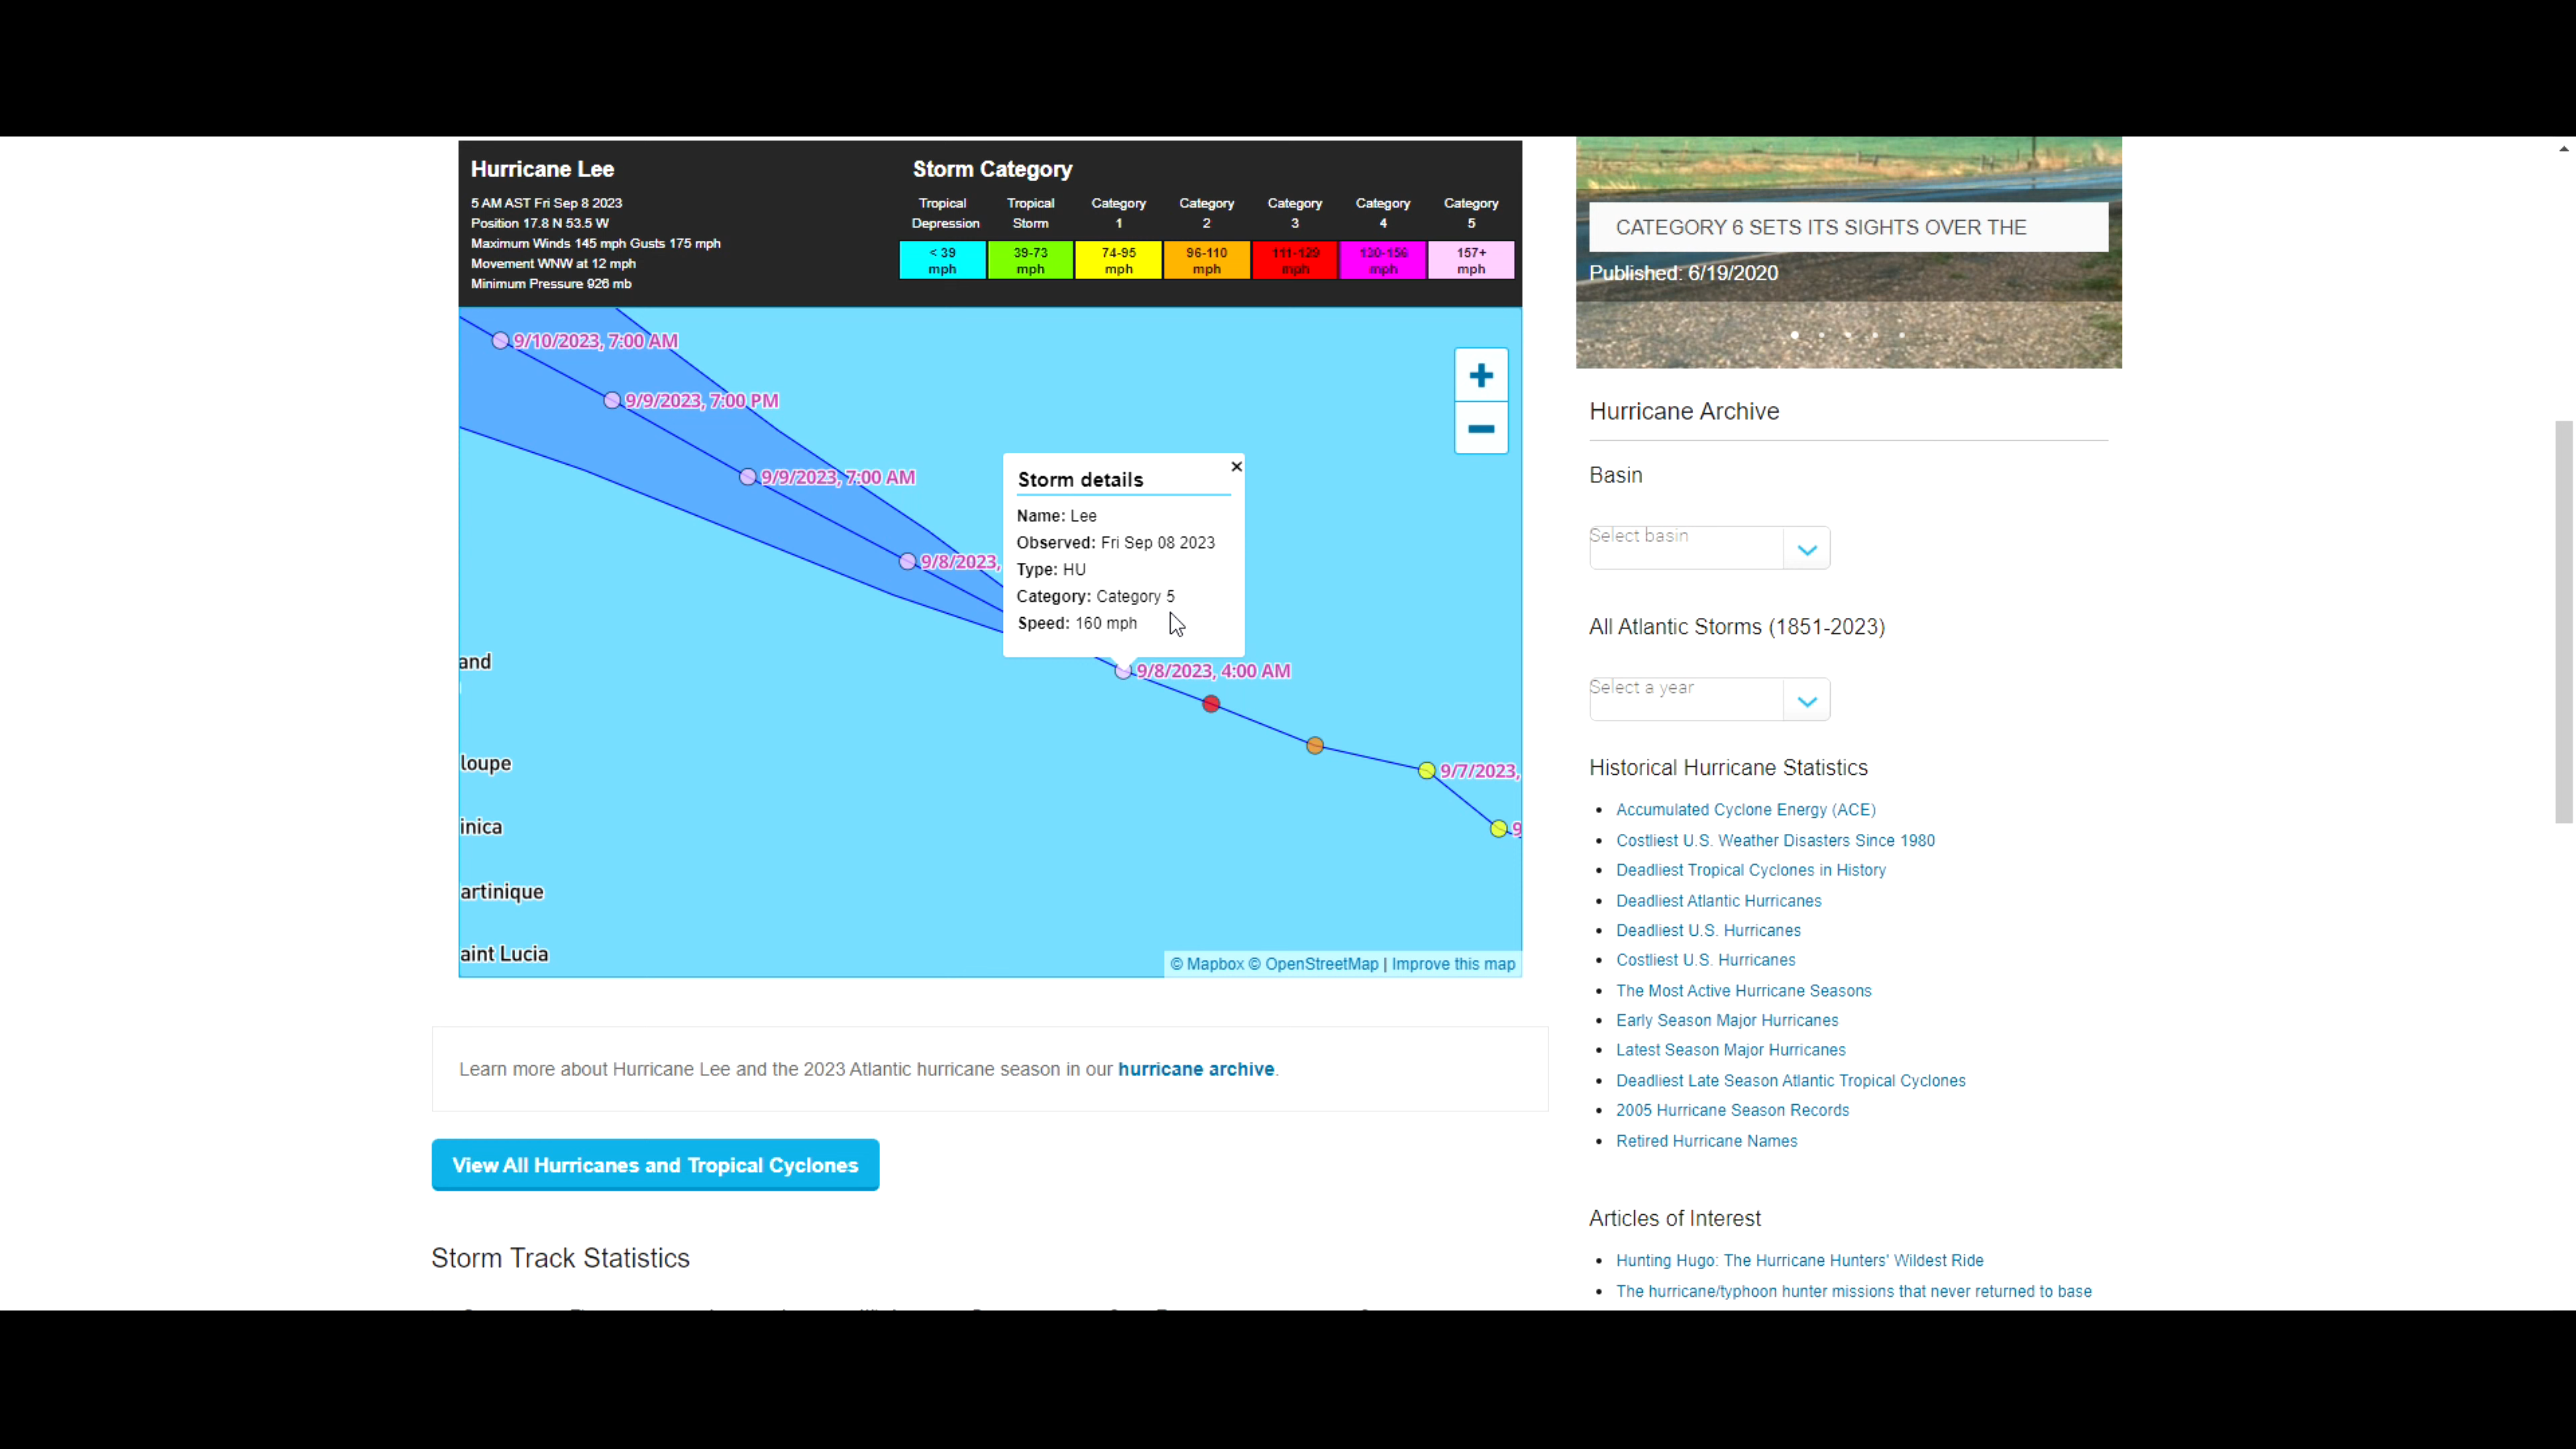 Hurricane Lee
5 AM AST Fri Sep 8 2023
Position 17.8 N 53.5 W
Maximum Winds 145 mph Gusts 175 mph
Movement WNW at 12 mph
Minimum Pressure 926 mb
Storm Category
Tropical Depression
Tropical Storm
Category 1
Category 2
Category 3
Category 4
Category 5
< 39 mph
39-73 mph
74-95 mph
96-110 mph
111-129 mph
130-156 mph
157+ mph
9/10/2023, 7:00 AM
9/9/2023, 7:00 PM
9/9/2023, 7:00 AM
9/8/2023,
Storm details
Name: Lee
Observed: Fri Sep 08 2023
Type: HU
Category: Category 5
Speed: 160 mph
9/8/2023, 4:00 AM
9/7/2023,
9
and
loupe
inica
artinique
aint Lucia
© Mapbox © OpenStreetMap | Improve this map
Learn more about Hurricane Lee and the 2023 Atlantic hurricane season in our hurricane archive.
View All Hurricanes and Tropical Cyclones
Storm Track Statistics
CATEGORY 6 SETS ITS SIGHTS OVER THE
Published: 6/19/2020
Hurricane Archive
Basin
Select basin
All Atlantic Storms (1851-2023)
Select a year
Historical Hurricane Statistics
Accumulated Cyclone Energy (ACE)
Costliest U.S. Weather Disasters Since 1980
Deadliest Tropical Cyclones in History
Deadliest Atlantic Hurricanes
Deadliest U.S. Hurricanes
Costliest U.S. Hurricanes
The Most Active Hurricane Seasons
Early Season Major Hurricanes
Latest Season Major Hurricanes
Deadliest Late Season Atlantic Tropical Cyclones
2005 Hurricane Season Records
Retired Hurricane Names
Articles of Interest
Hunting Hugo: The Hurricane Hunters' Wildest Ride
The hurricane/typhoon hunter missions that never returned to base